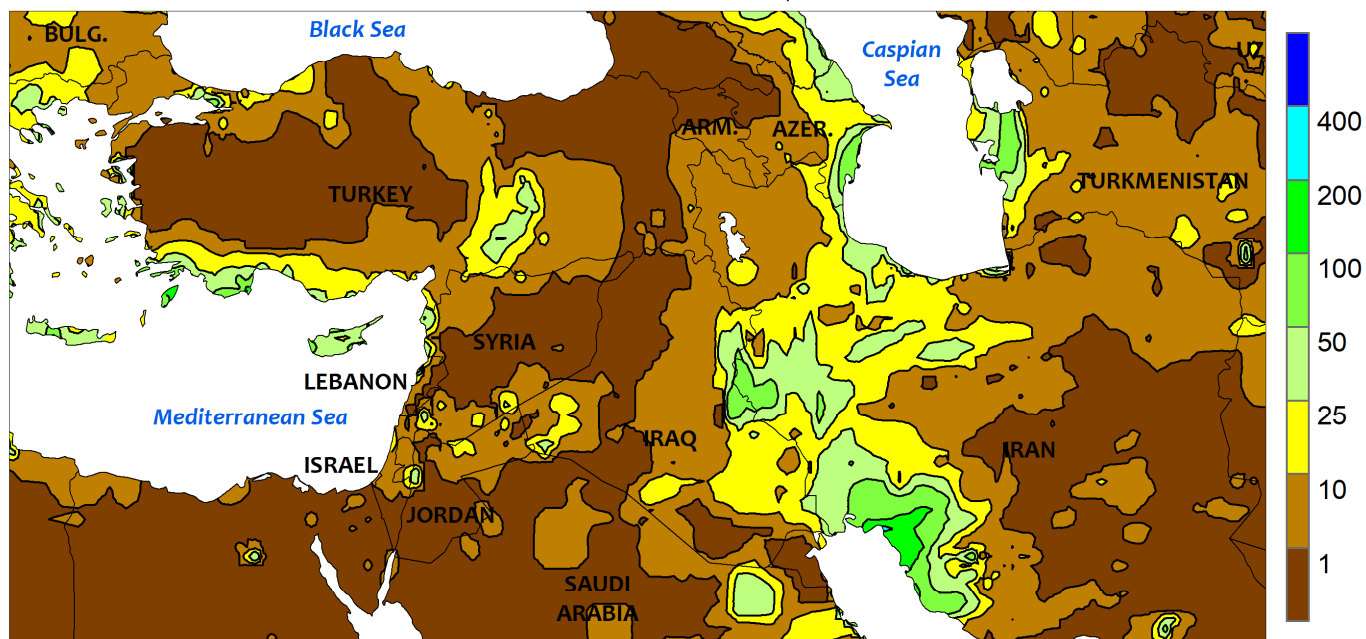 Black Sea
BULG.
Caspian
Sea
UZ
ARM.
AZER.
TURKEY
TURKMENISTAN
SYRIA
LEBANON
Mediterranean Sea
IRAQ
IRAN
ISRAEL
JORDAN
SAUDI
ARABIA
400
200
100
50
25
10
1